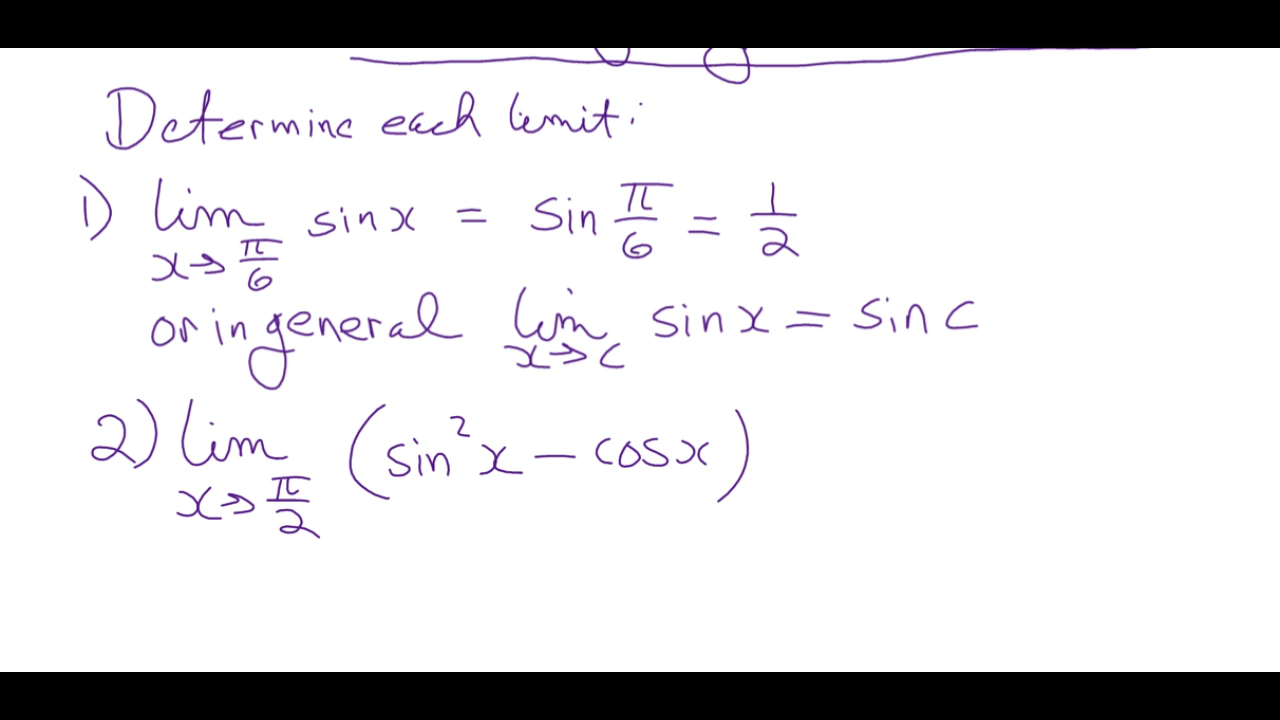 Determine each limit:
1) lim x→π/6 sin x = sin π/6 = 1/2
or in general lim x→c sin x = sin c
2) lim x→π/2 (sin²x − cos x)